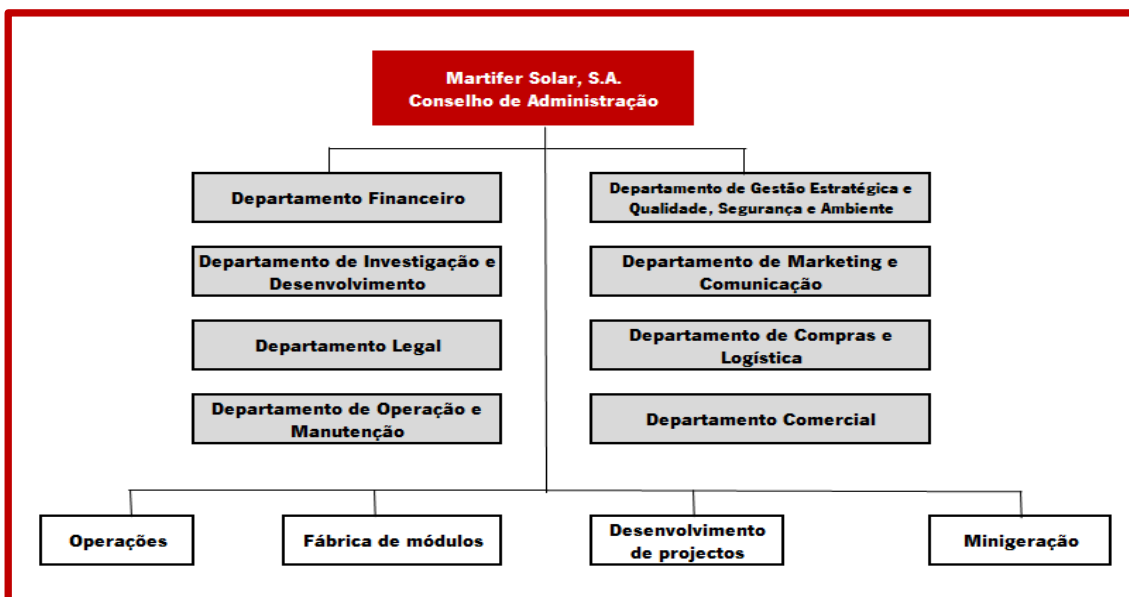 Martifer Solar, S.A.
Conselho de Administração
Departamento Financeiro
Departamento de Gestão Estratégica e
Qualidade, Segurança e Ambiente
Departamento de Investigação e
Desenvolvimento
Departamento de Marketing e
Comunicação
Departamento Legal
Departamento de Compras e
Logística
Departamento de Operação e
Manutenção
Departamento Comercial
Operações
Fábrica de módulos
Desenvolvimento
de projectos
Minigeração